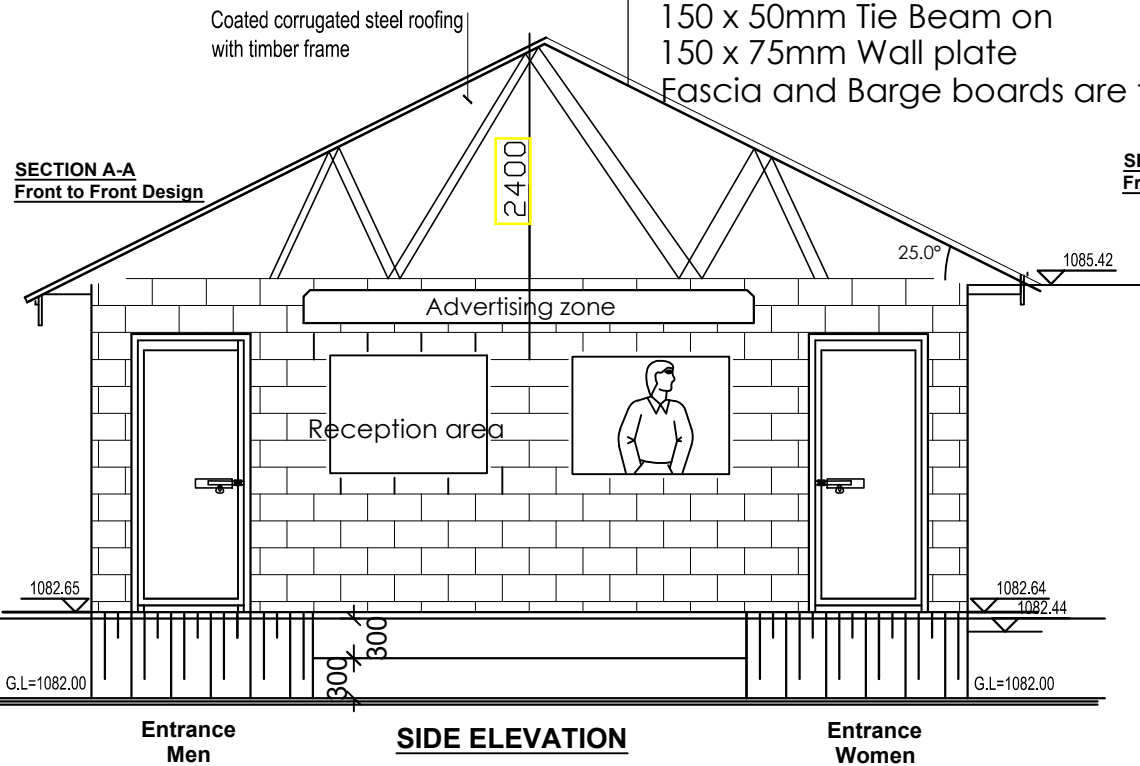 Coated corrugated steel roofing
with timber frame
150 x 50mm Tie Beam on
150 x 75mm Wall plate
Fascia and Barge boards are
SECTION A-A
Front to Front Design
2400
25.0°
1085.42
Advertising zone
Reception area
1082.65
1082.64
1082.44
300
300
G.L=1082.00
G.L=1082.00
Entrance
Men
SIDE ELEVATION
Entrance
Women